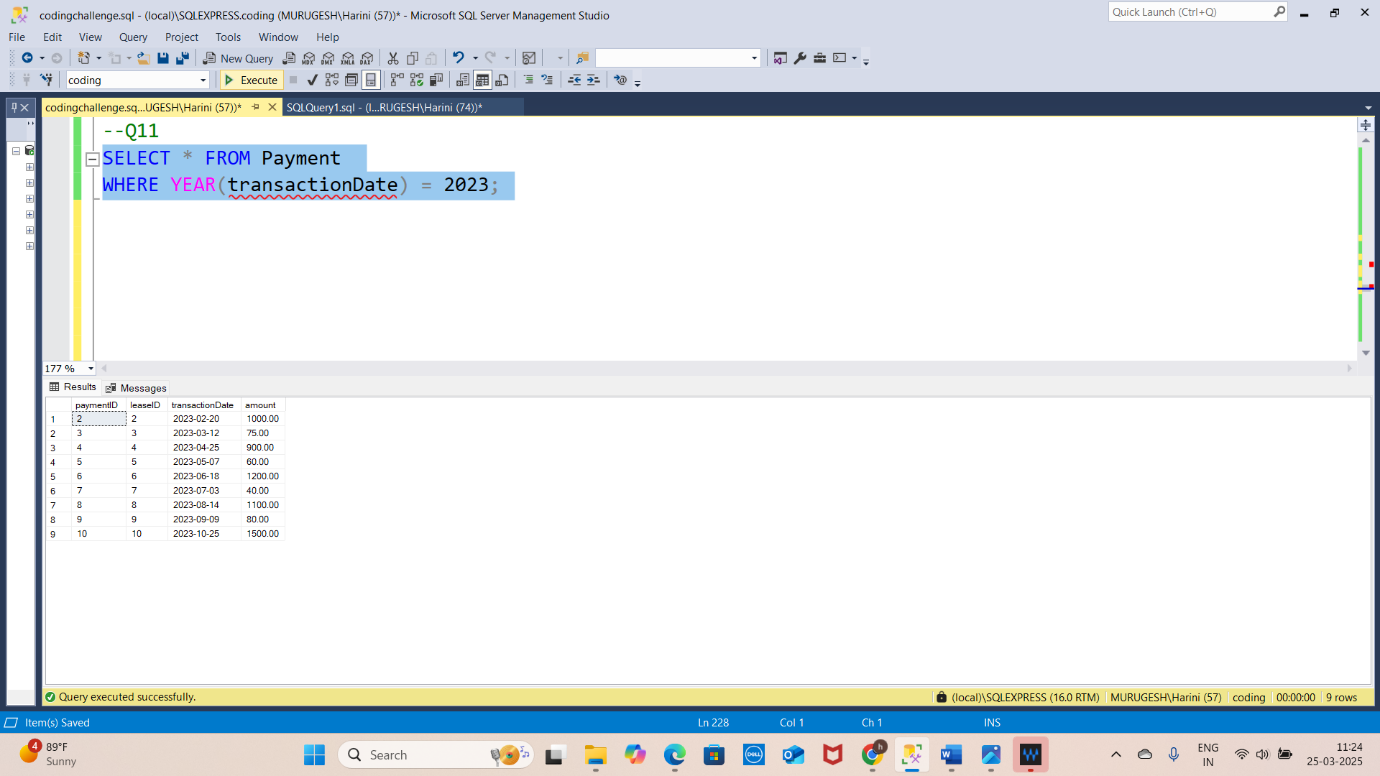 codingchallenge.sql - (local)\SQLEXPRESS.coding (MURUGESH\Harini (57))* - Microsoft SQL Server Management Studio
Quick Launch (Ctrl+Q)
File Edit View Query Project Tools Window Help
New Query
coding Execute
codingchallenge.sq...UGESH\Harini (57))* SQLQuery1.sql - (l...RUGESH\Harini (74))*
--Q11
SELECT * FROM Payment
WHERE YEAR(transactionDate) = 2023;
177 %
Results Messages
paymentID leaseID transactionDate amount
1 2 2 2023-02-20 1000.00
2 3 3 2023-03-12 75.00
3 4 4 2023-04-25 900.00
4 5 5 2023-05-07 60.00
5 6 6 2023-06-18 1200.00
6 7 7 2023-07-03 40.00
7 8 8 2023-08-14 1100.00
8 9 9 2023-09-09 80.00
9 10 10 2023-10-25 1500.00
Query executed successfully. (local)\SQLEXPRESS (16.0 RTM) MURUGESH\Harini (57) coding 00:00:00 9 rows
Item(s) Saved Ln 228 Col 1 Ch 1 INS
4 89°F
Sunny
Search
DELL
h
W
ENG
IN
11:24
25-03-2025